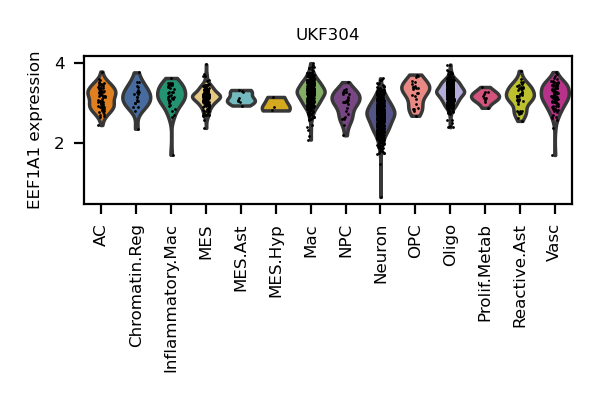 UKF304
EEF1A1 expression
4
2
AC
Chromatin.Reg
Inflammatory.Mac
MES
MES.Ast
MES.Hyp
Mac
NPC
Neuron
OPC
Oligo
Prolif.Metab
Reactive.Ast
Vasc